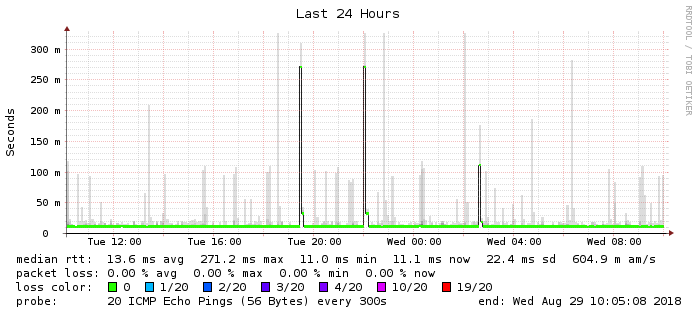 Last 24 Hours
RRDTOOL / TOBI OETIKER
Seconds
300 m
250 m
200 m
150 m
100 m
50 m
0
Tue 12:00 Tue 16:00 Tue 20:00 Wed 00:00 Wed 04:00 Wed 08:00
median rtt: 13.6 ms avg 271.2 ms max 11.0 ms min 11.1 ms now 22.4 ms sd 604.9 m am/s
packet loss: 0.00 % avg 0.00 % max 0.00 % min 0.00 % now
loss color: 0 1/20 2/20 3/20 4/20 10/20 19/20
probe: 20 ICMP Echo Pings (56 Bytes) every 300s end: Wed Aug 29 10:05:08 2018